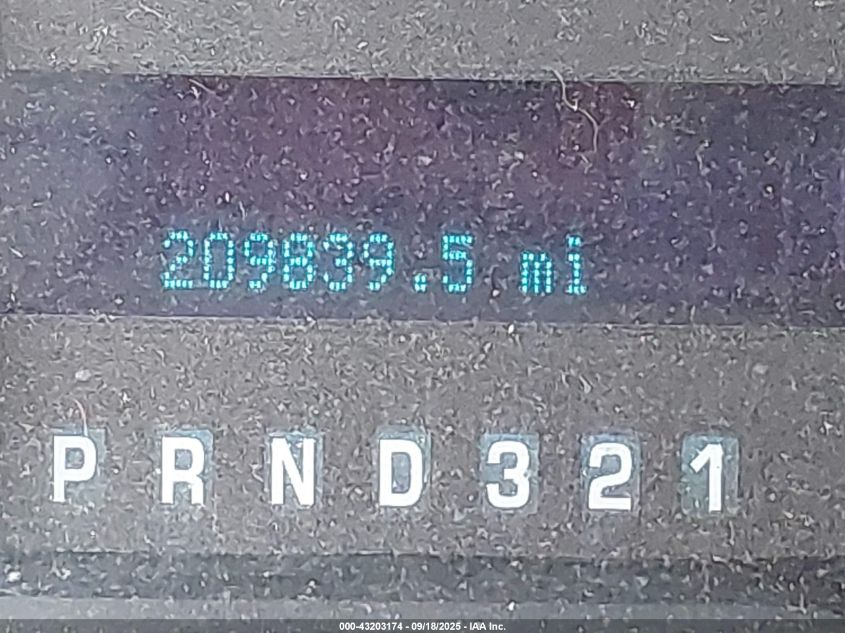 209839.5 mi
P R N D 3 2 1
000-43203174 - 09/18/2025 - IAA Inc.